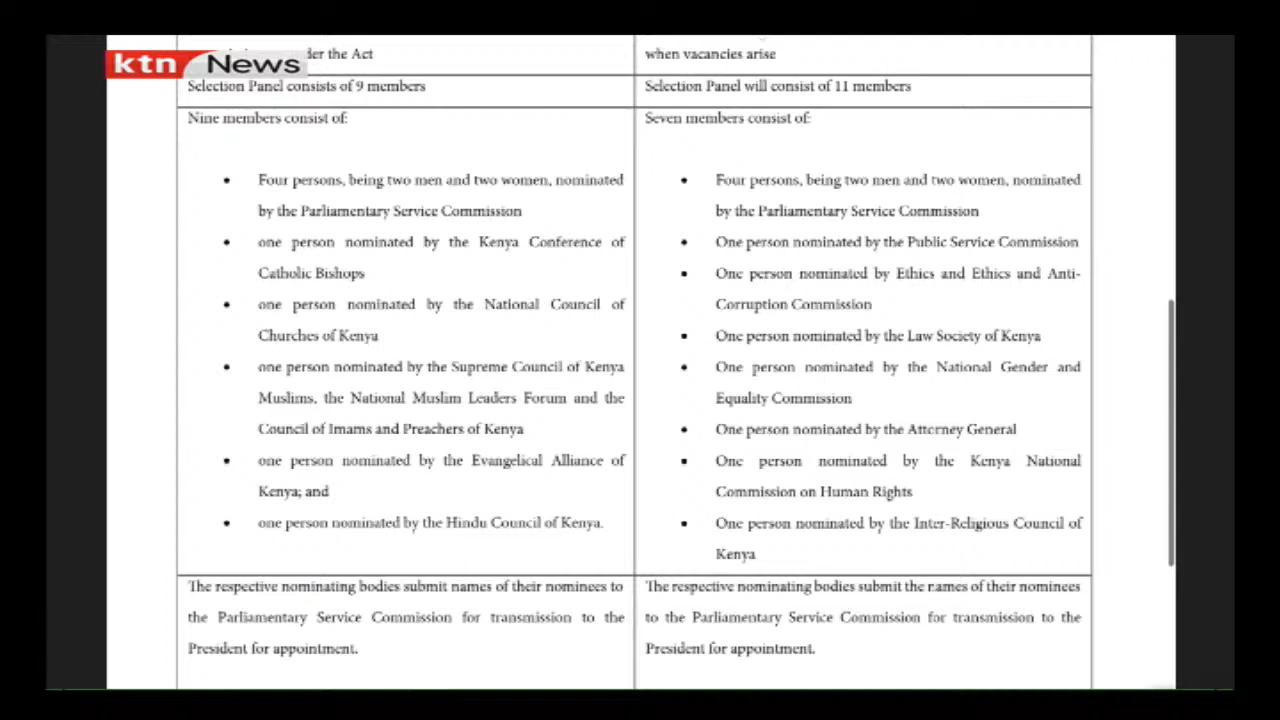 ktn News
der the Act
Selection Panel consists of 9 members
Nine members consist of:
Four persons, being two men and two women, nominated
by the Parliamentary Service Commission
one person nominated by the Kenya Conference of
Catholic Bishops
one person nominated by the National Council of
Churches of Kenya
one person nominated by the Supreme Council of Kenya
Muslims, the National Muslim Leaders Forum and the
Council of Imams and Preachers of Kenya
one person nominated by the Evangelical Alliance of
Kenya; and
one person nominated by the Hindu Council of Kenya.
The respective nominating bodies submit names of their nominees to
the Parliamentary Service Commission for transmission to the
President for appointment.
when vacancies arise
Selection Panel will consist of 11 members
Seven members consist of:
Four persons, being two men and two women, nominated
by the Parliamentary Service Commission
One person nominated by the Public Service Commission
One person nominated by Ethics and Ethics and Anti-
Corruption Commission
One person nominated by the Law Society of Kenya
One person nominated by the National Gender and
Equality Commission
One person nominated by the Attorney General
One person nominated by the Kenya National
Commission on Human Rights
One person nominated by the Inter-Religious Council of
Kenya
The respective nominating bodies submit the names of their nominees
to the Parliamentary Service Commission for transmission to the
President for appointment.